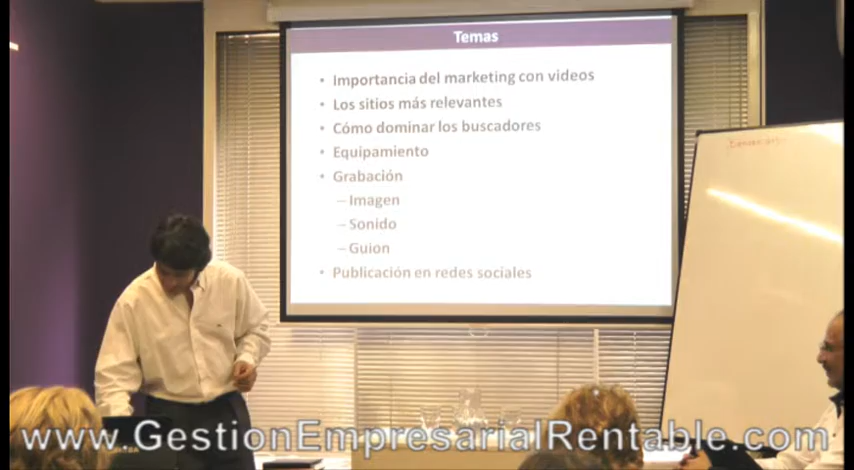 Temas
• Importancia del marketing con videos
• Los sitios más relevantes
• Cómo dominar los buscadores
• Equipamiento
• Grabación
– Imagen
– Sonido
– Guion
• Publicación en redes sociales
www.GestionEmpresarialRentable.com